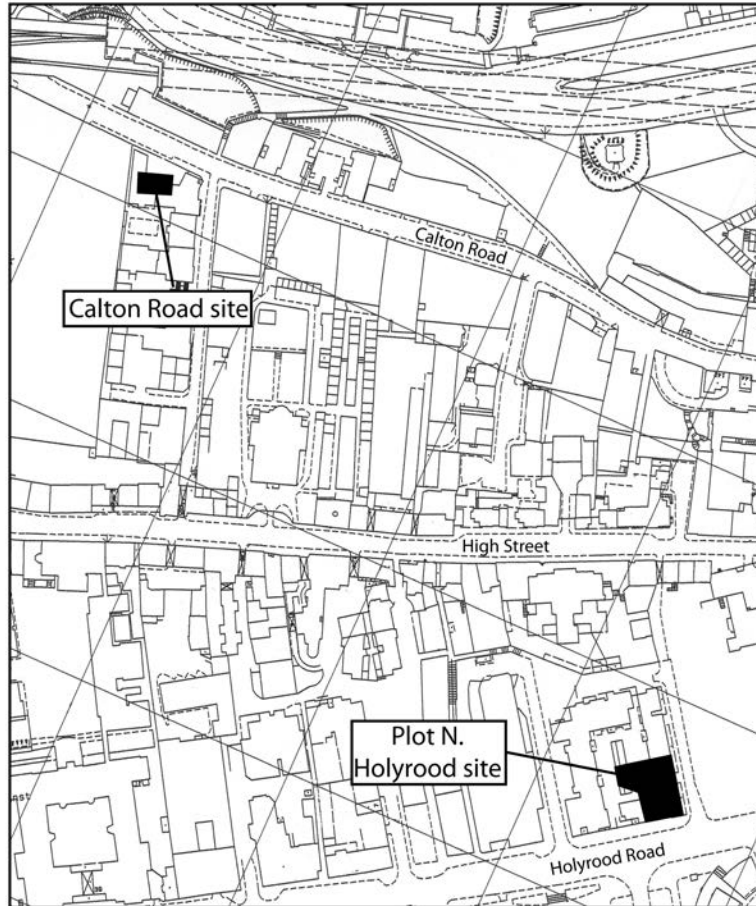 Calton Road
Calton Road site
High Street
Plot N.
Holyrood site
Holyrood Road